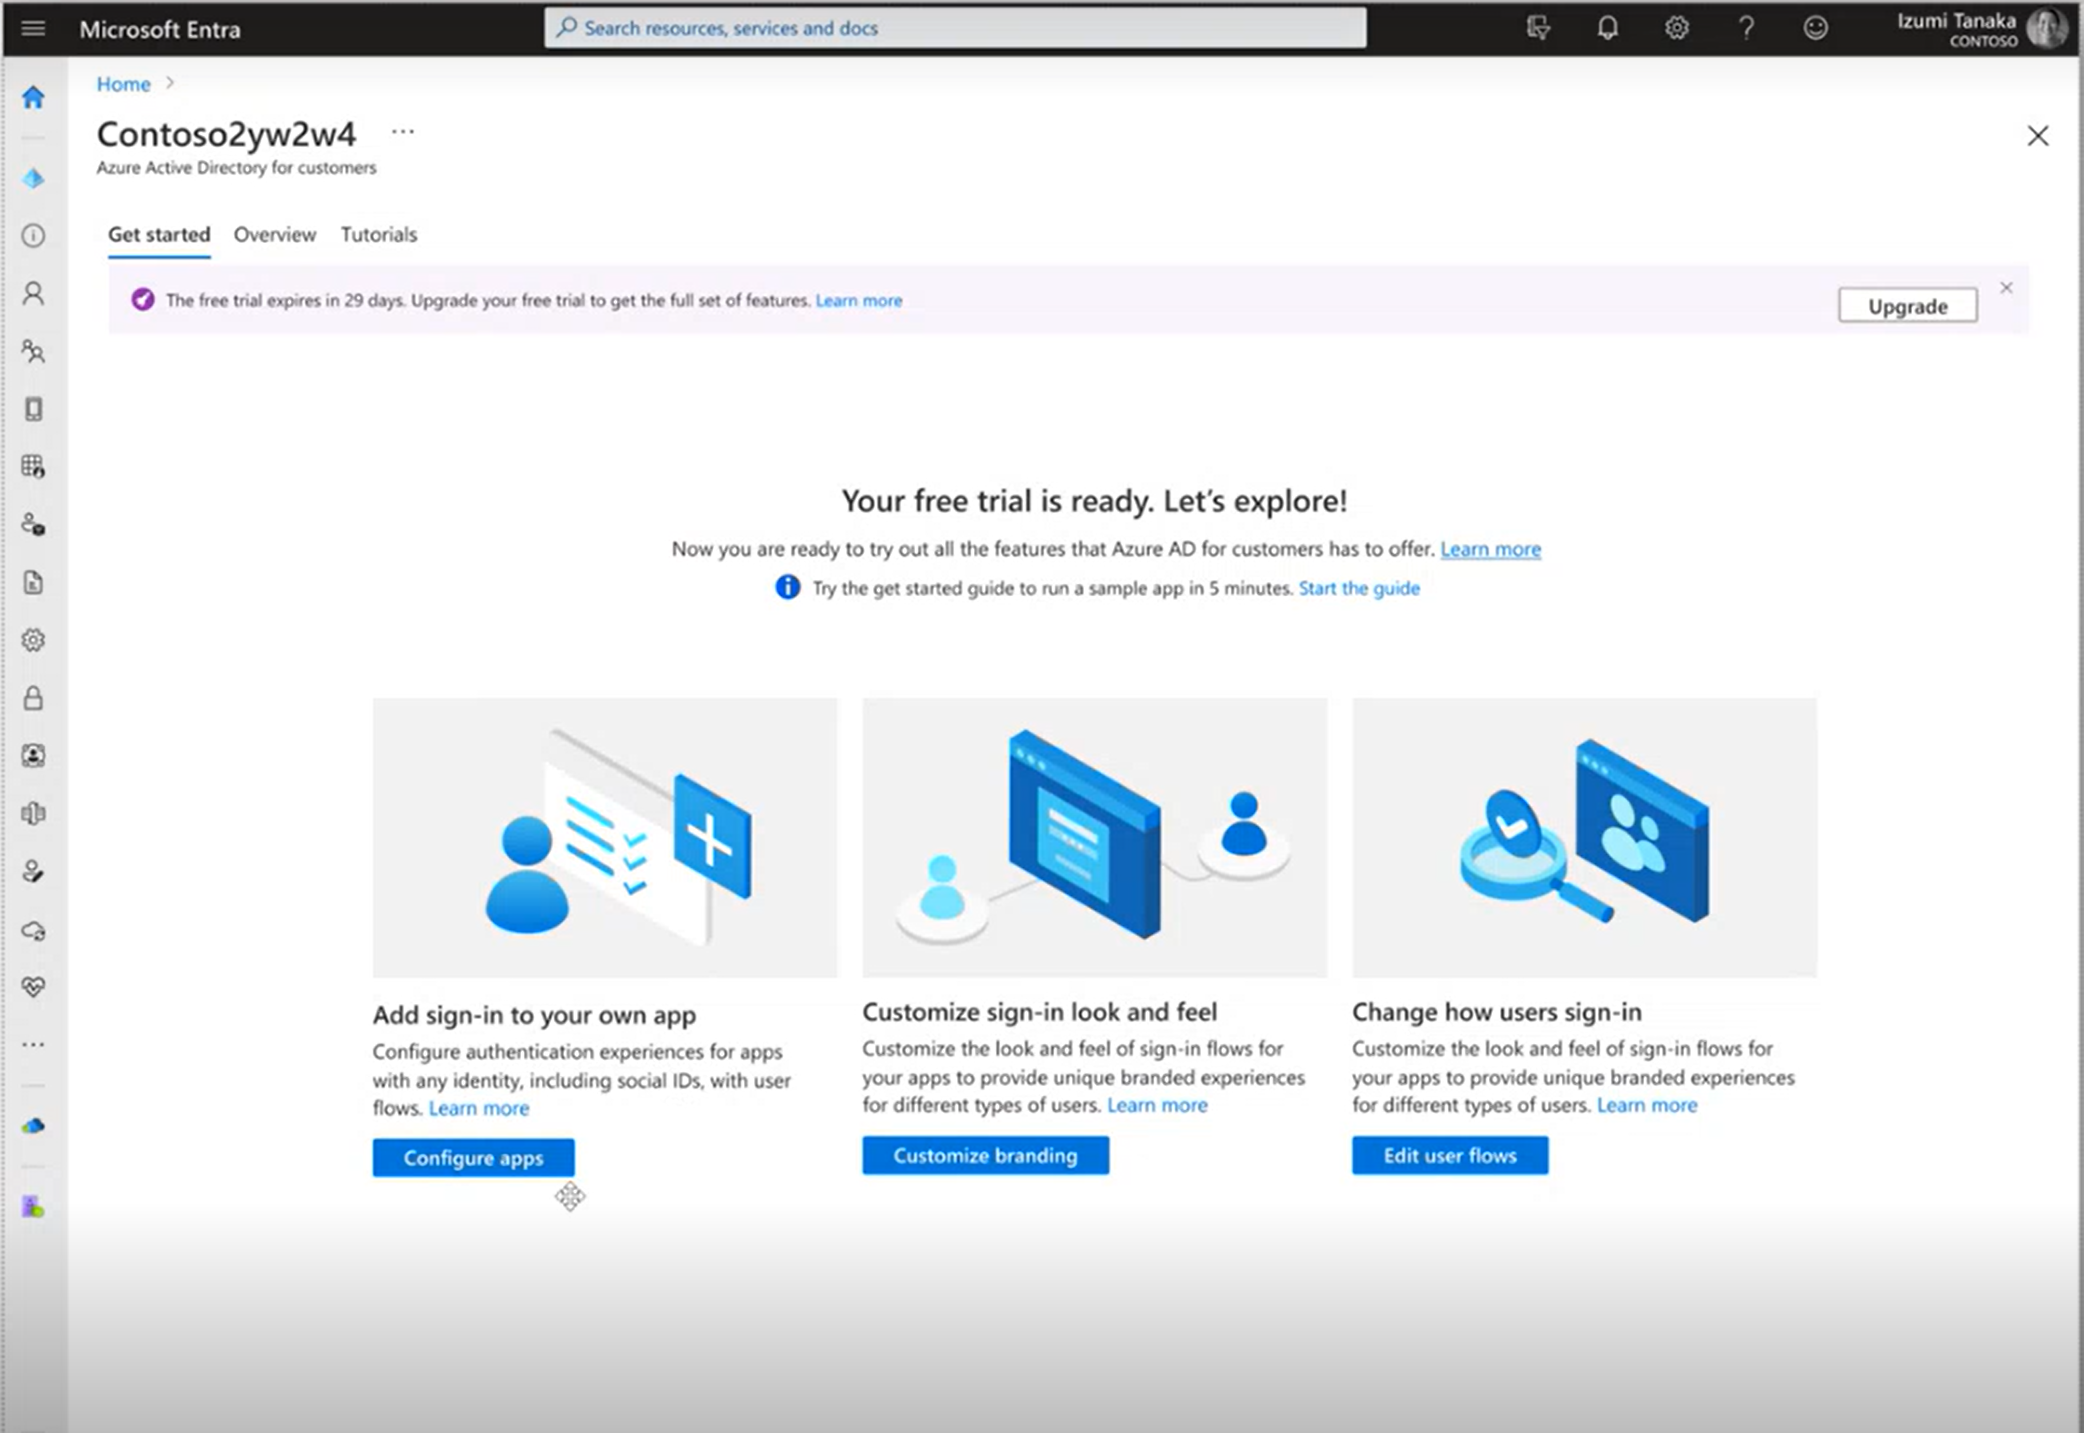 Microsoft Entra
Search resources, services and docs
Izumi Tanaka
CONTOSO
Home
Contoso2yw2w4 ...
Azure Active Directory for customers
Get started Overview Tutorials
The free trial expires in 29 days. Upgrade your free trial to get the full set of features. Learn more
Upgrade
Your free trial is ready. Let's explore!
Now you are ready to try out all the features that Azure AD for customers has to offer. Learn more
Try the get started guide to run a sample app in 5 minutes. Start the guide
Add sign-in to your own app
Configure authentication experiences for apps
with any identity, including social IDs, with user
flows. Learn more
Configure apps
Customize sign-in look and feel
Customize the look and feel of sign-in flows for
your apps to provide unique branded experiences
for different types of users. Learn more
Customize branding
Change how users sign-in
Customize the look and feel of sign-in flows for
your apps to provide unique branded experiences
for different types of users. Learn more
Edit user flows